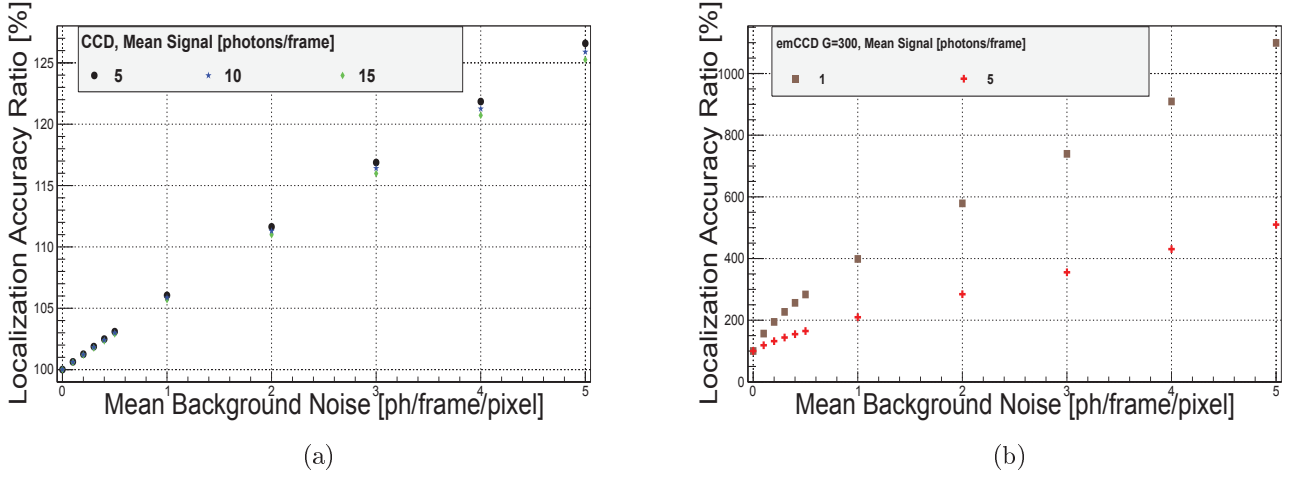 Localization Accuracy Ratio [%]
CCD, Mean Signal [photons/frame]
5 10 15
125
120
115
110
105
100
0 1 2 3 4 5
Mean Background Noise [ph/frame/pixel]
(a)
Localization Accuracy Ratio [%]
emCCD G=300, Mean Signal [photons/frame]
1 5
1000
800
600
400
200
0
0 1 2 3 4 5
Mean Background Noise [ph/frame/pixel]
(b)